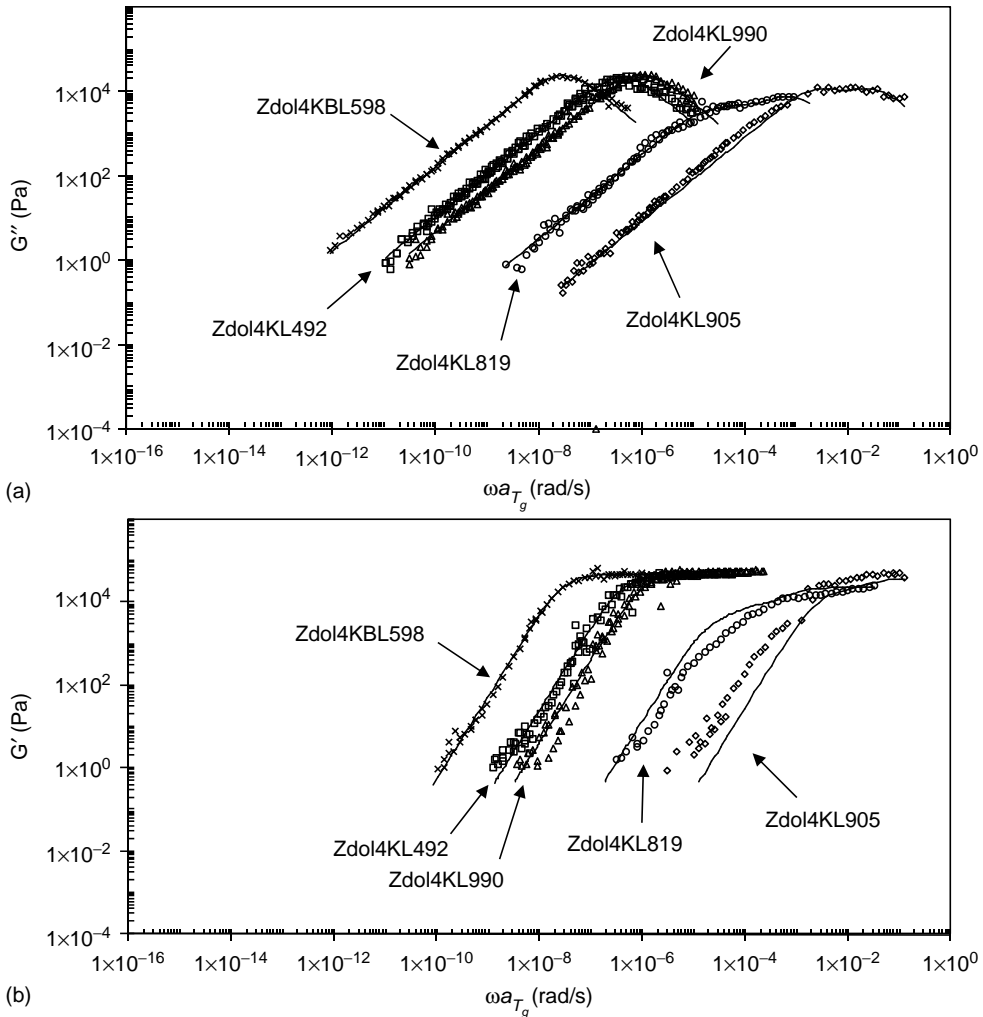 1×10⁴
1×10²
1×10⁰
1×10⁻²
1×10⁻⁴
G″ (Pa)
Zdol4KBL598
Zdol4KL990
Zdol4KL492
Zdol4KL819
Zdol4KL905
1×10⁻¹⁶ 1×10⁻¹⁴ 1×10⁻¹² 1×10⁻¹⁰ 1×10⁻⁸ 1×10⁻⁶ 1×10⁻⁴ 1×10⁻² 1×10⁰
(a)
ωa_{T_g} (rad/s)
1×10⁴
1×10²
1×10⁰
1×10⁻²
1×10⁻⁴
G′ (Pa)
Zdol4KBL598
Zdol4KL492
Zdol4KL990
Zdol4KL819
Zdol4KL905
1×10⁻¹⁶ 1×10⁻¹⁴ 1×10⁻¹² 1×10⁻¹⁰ 1×10⁻⁸ 1×10⁻⁶ 1×10⁻⁴ 1×10⁻² 1×10⁰
(b)
ωa_{T_g} (rad/s)